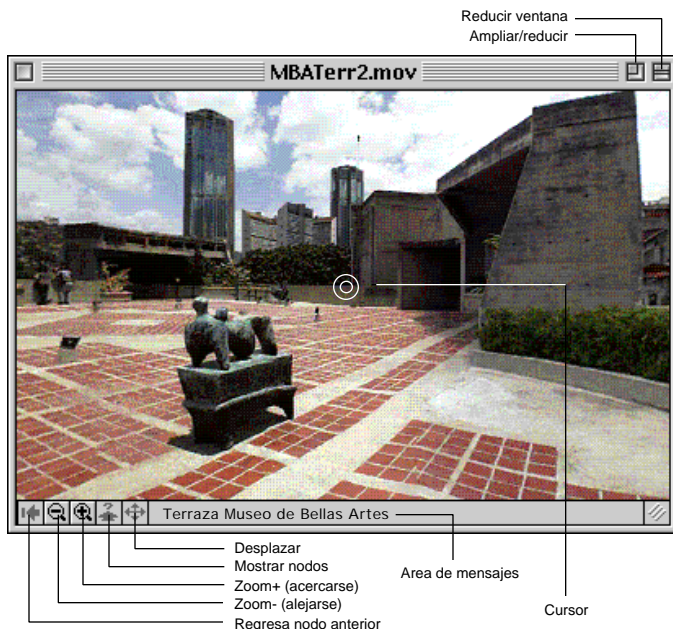 Reducir ventana
Ampliar/reducir
MBATerr2.mov
Terraza Museo de Bellas Artes
Desplazar
Mostrar nodos
Area de mensajes
Zoom+ (acercarse)
Zoom- (alejarse)
Cursor
Regresa nodo anterior